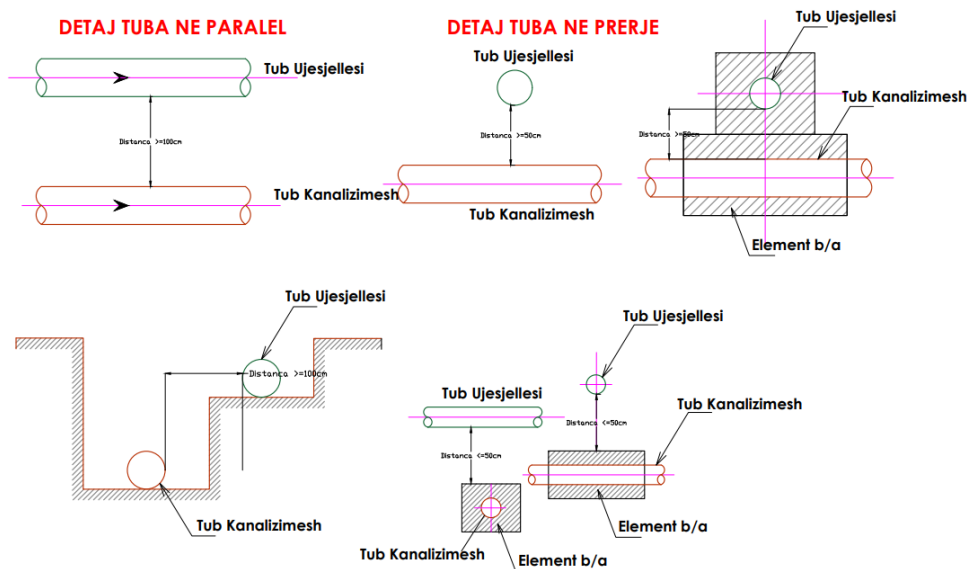 DETAJ TUBA NE PARALEL
DETAJ TUBA NE PRERJE
Tub Ujesjellesi
Distanca >=100cm
Tub Kanalizimesh
Tub Ujesjellesi
Distanca >=50cm
Tub Kanalizimesh
Tub Ujesjellesi
Tub Kanalizimesh
Distanca >=50cm
Element b/a
Tub Ujesjellesi
Distanca >=100cm
Tub Kanalizimesh
Tub Ujesjellesi
Tub Ujesjellesi
Tub Kanalizimesh
Distanca <=50cm
Distanca <=50cm
Element b/a
Tub Kanalizimesh
Element b/a